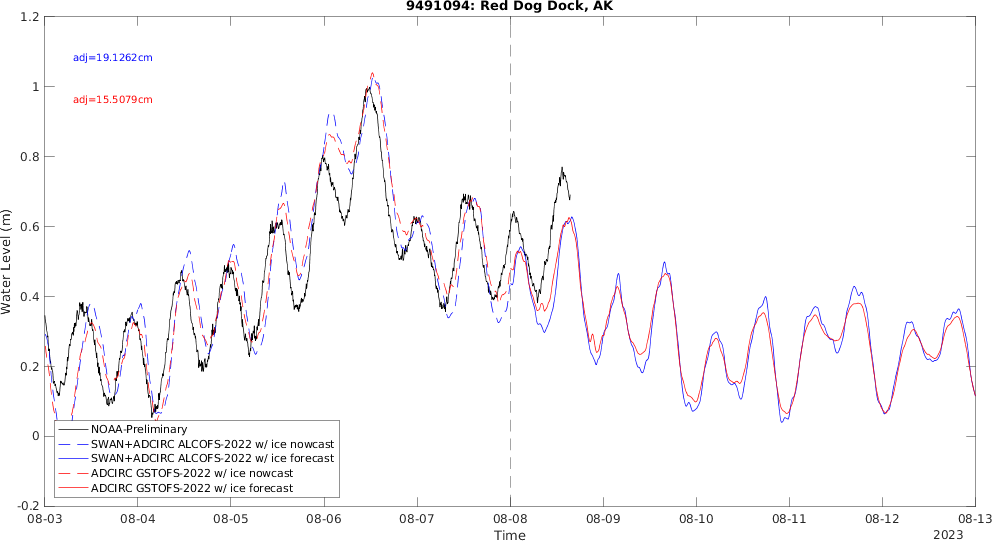 9491094: Red Dog Dock, AK
adj=19.1262cm
adj=15.5079cm
Water Level (m)
1.2
1
0.8
0.6
0.4
0.2
0
-0.2
NOAA-Preliminary
SWAN+ADCIRC ALCOFS-2022 w/ ice nowcast
SWAN+ADCIRC ALCOFS-2022 w/ ice forecast
ADCIRC GSTOFS-2022 w/ ice nowcast
ADCIRC GSTOFS-2022 w/ ice forecast
08-03 08-04 08-05 08-06 08-07 08-08 08-09 08-10 08-11 08-12 08-13
Time
2023